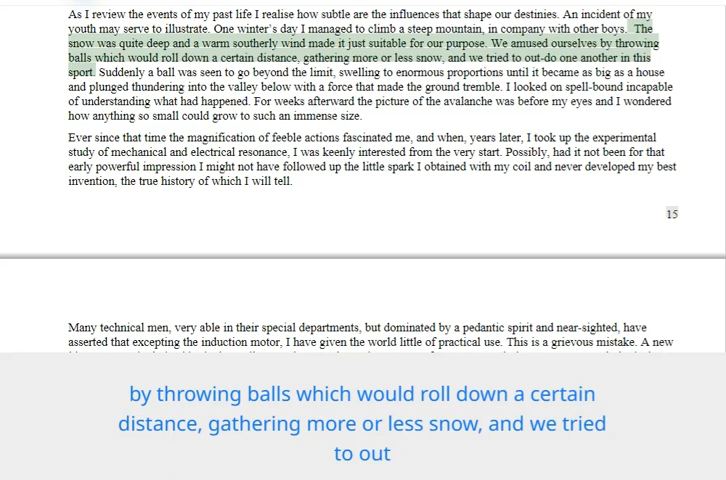 As I review the events of my past life I realise how subtle are the influences that shape our destinies. An incident of my
youth may serve to illustrate. One winter's day I managed to climb a steep mountain, in company with other boys. The
snow was quite deep and a warm southerly wind made it just suitable for our purpose. We amused ourselves by throwing
balls which would roll down a certain distance, gathering more or less snow, and we tried to out-do one another in this
sport. Suddenly a ball was seen to go beyond the limit, swelling to enormous proportions until it became as big as a house
and plunged thundering into the valley below with a force that made the ground tremble. I looked on spell-bound incapable
of understanding what had happened. For weeks afterward the picture of the avalanche was before my eyes and I wondered
how anything so small could grow to such an immense size.
Ever since that time the magnification of feeble actions fascinated me, and when, years later, I took up the experimental
study of mechanical and electrical resonance, I was keenly interested from the very start. Possibly, had it not been for that
early powerful impression I might not have followed up the little spark I obtained with my coil and never developed my best
invention, the true history of which I will tell.
15
Many technical men, very able in their special departments, but dominated by a pedantic spirit and near-sighted, have
asserted that excepting the induction motor, I have given the world little of practical use. This is a grievous mistake. A new
by throwing balls which would roll down a certain
distance, gathering more or less snow, and we tried
to out